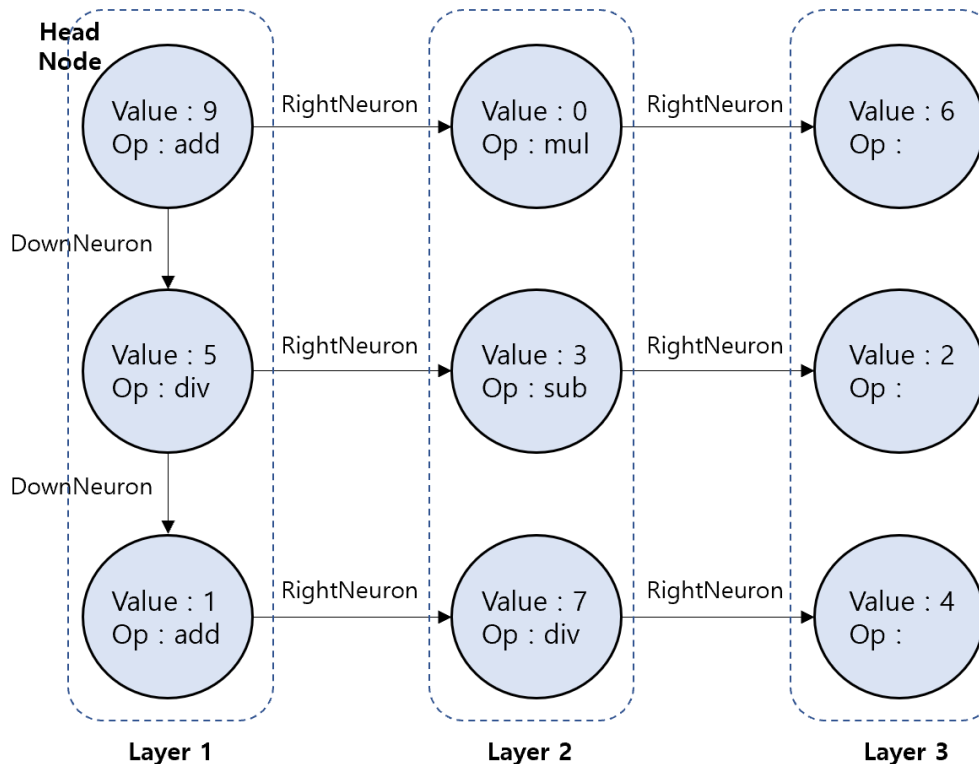 Head
Node
Value : 9
Op : add
RightNeuron
Value : 0
Op : mul
RightNeuron
Value : 6
Op :
DownNeuron
Value : 5
Op : div
RightNeuron
Value : 3
Op : sub
RightNeuron
Value : 2
Op :
DownNeuron
Value : 1
Op : add
RightNeuron
Value : 7
Op : div
RightNeuron
Value : 4
Op :
Layer 1
Layer 2
Layer 3